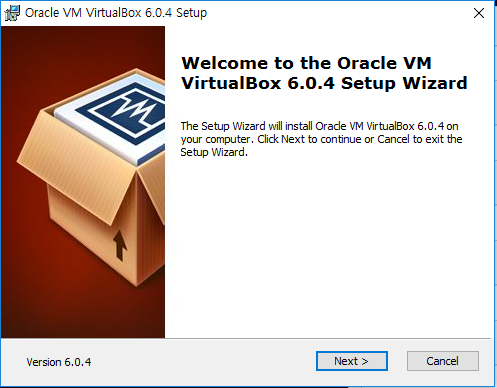 Oracle VM VirtualBox 6.0.4 Setup
Welcome to the Oracle VM
VirtualBox 6.0.4 Setup Wizard
The Setup Wizard will install Oracle VM VirtualBox 6.0.4 on
your computer. Click Next to continue or Cancel to exit the
Setup Wizard.
VM
Version 6.0.4
Next >
Cancel